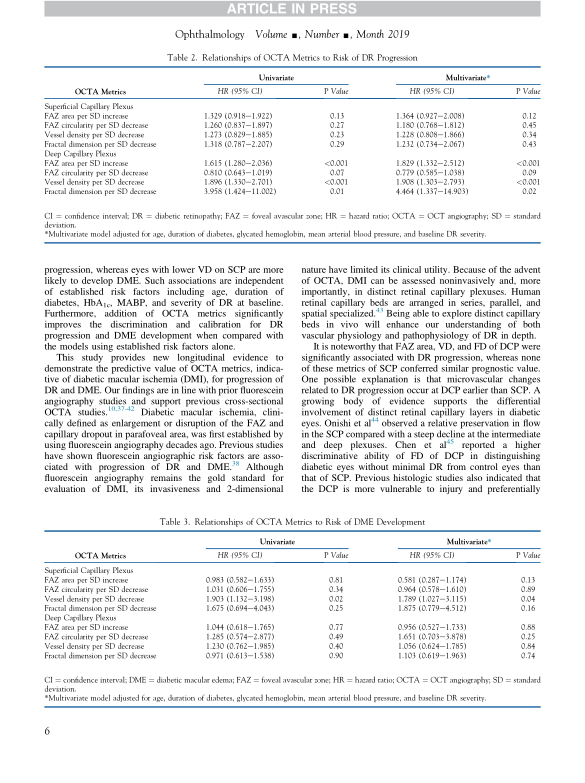 ARTICLE IN PRESS
Ophthalmology Volume ■, Number ■, Month 2019
Table 2. Relationships of OCTA Metrics to Risk of DR Progression
Univariate Multivariate*
OCTA Metrics HR (95% CI) P Value HR (95% CI) P Value
Superficial Capillary Plexus
FAZ area per SD increase 1.329 (0.918–1.922) 0.13 1.364 (0.927–2.008) 0.12
FAZ circularity per SD decrease 1.260 (0.837–1.897) 0.27 1.180 (0.768–1.812) 0.45
Vessel density per SD decrease 1.273 (0.829–1.885) 0.23 1.228 (0.808–1.866) 0.34
Fractal dimension per SD decrease 1.318 (0.787–2.207) 0.29 1.232 (0.734–2.067) 0.43
Deep Capillary Plexus
FAZ area per SD increase 1.615 (1.280–2.036) <0.001 1.829 (1.332–2.512) <0.001
FAZ circularity per SD decrease 0.810 (0.643–1.019) 0.07 0.779 (0.585–1.038) 0.09
Vessel density per SD decrease 1.896 (1.330–2.701) <0.001 1.908 (1.303–2.793) <0.001
Fractal dimension per SD decrease 3.958 (1.424–11.002) 0.01 4.464 (1.337–14.903) 0.02
CI = confidence interval; DR = diabetic retinopathy; FAZ = foveal avascular zone; HR = hazard ratio; OCTA = OCT angiography; SD = standard
deviation.
*Multivariate model adjusted for age, duration of diabetes, glycated hemoglobin, mean arterial blood pressure, and baseline DR severity.
progression, whereas eyes with lower VD on SCP are more
likely to develop DME. Such associations are independent
of established risk factors including age, duration of
diabetes, HbA1c, MABP, and severity of DR at baseline.
Furthermore, addition of OCTA metrics significantly
improves the discrimination and calibration for DR
progression and DME development when compared with
the models using established risk factors alone.
This study provides new longitudinal evidence to
demonstrate the predictive value of OCTA metrics, indica-
tive of diabetic macular ischemia (DMI), for progression of
DR and DME. Our findings are in line with prior fluorescein
angiography studies and support previous cross-sectional
OCTA studies.10,37-42 Diabetic macular ischemia, clini-
cally defined as enlargement or disruption of the FAZ and
capillary dropout in parafoveal area, was first established by
using fluorescein angiography decades ago. Previous studies
have shown fluorescein angiographic risk factors are asso-
ciated with progression of DR and DME.38 Although
fluorescein angiography remains the gold standard for
evaluation of DMI, its invasiveness and 2-dimensional
nature have limited its clinical utility. Because of the advent
of OCTA, DMI can be assessed noninvasively and, more
importantly, in distinct retinal capillary plexuses. Human
retinal capillary beds are arranged in series, parallel, and
spatial specialized.43 Being able to explore distinct capillary
beds in vivo will enhance our understanding of both
vascular physiology and pathophysiology of DR in depth.
It is noteworthy that FAZ area, VD, and FD of DCP were
significantly associated with DR progression, whereas none
of these metrics of SCP conferred similar prognostic value.
One possible explanation is that microvascular changes
related to DR progression occur at DCP earlier than SCP. A
growing body of evidence supports the differential
involvement of distinct retinal capillary layers in diabetic
eyes. Onishi et al44 observed a relative preservation in flow
in the SCP compared with a steep decline at the intermediate
and deep plexuses. Chen et al45 reported a higher
discriminative ability of FD of DCP in distinguishing
diabetic eyes without minimal DR from control eyes than
that of SCP. Previous histologic studies also indicated that
the DCP is more vulnerable to injury and preferentially
Table 3. Relationships of OCTA Metrics to Risk of DME Development
Univariate Multivariate*
OCTA Metrics HR (95% CI) P Value HR (95% CI) P Value
Superficial Capillary Plexus
FAZ area per SD increase 0.983 (0.582–1.633) 0.81 0.581 (0.287–1.174) 0.13
FAZ circularity per SD decrease 1.031 (0.606–1.755) 0.34 0.964 (0.578–1.610) 0.89
Vessel density per SD decrease 1.903 (1.132–3.198) 0.02 1.789 (1.027–3.115) 0.04
Fractal dimension per SD decrease 1.675 (0.694–4.043) 0.25 1.875 (0.779–4.512) 0.16
Deep Capillary Plexus
FAZ area per SD increase 1.044 (0.618–1.765) 0.77 0.956 (0.527–1.733) 0.88
FAZ circularity per SD decrease 1.285 (0.574–2.877) 0.49 1.651 (0.703–3.878) 0.25
Vessel density per SD decrease 1.230 (0.762–1.985) 0.40 1.056 (0.624–1.785) 0.84
Fractal dimension per SD decrease 0.971 (0.613–1.538) 0.90 1.103 (0.619–1.963) 0.74
CI = confidence interval; DME = diabetic macular edema; FAZ = foveal avascular zone; HR = hazard ratio; OCTA = OCT angiography; SD = standard
deviation.
*Multivariate model adjusted for age, duration of diabetes, glycated hemoglobin, mean arterial blood pressure, and baseline DR severity.
6